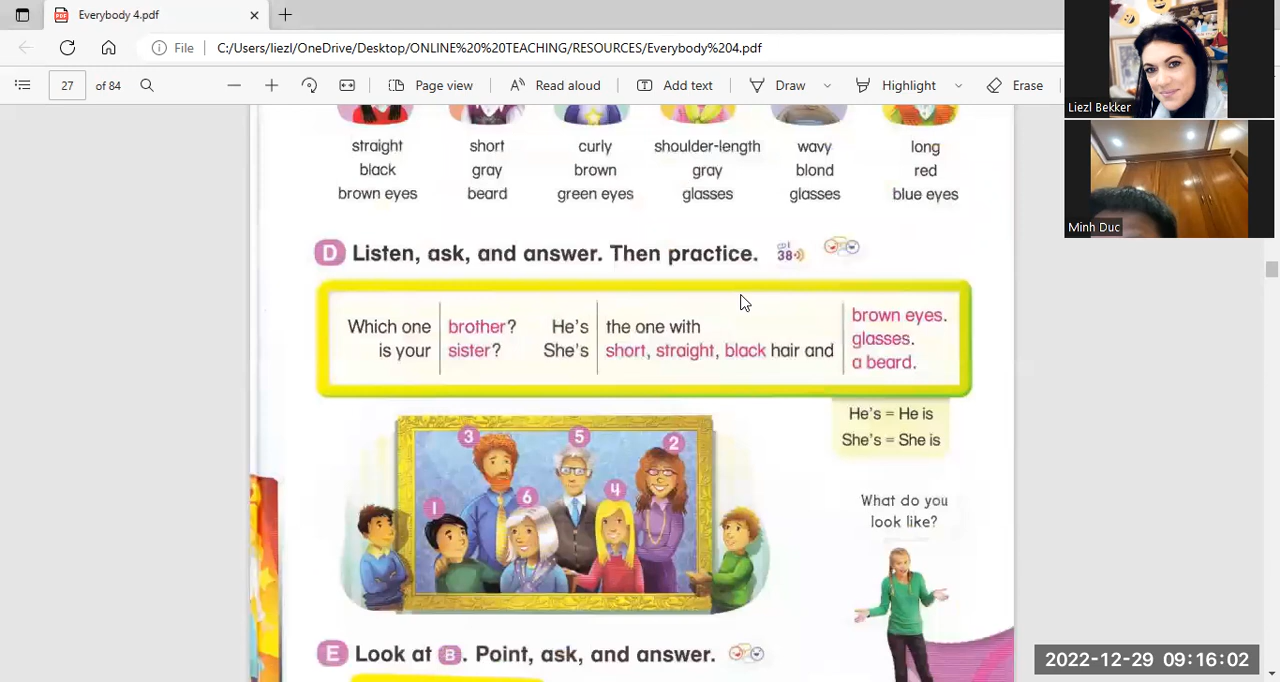 Everybody 4.pdf
File C:/Users/liezl/OneDrive/Desktop/ONLINE%20%20TEACHING/RESOURCES/Everybody%204.pdf
27 of 84
Page view
Read aloud
Add text
Draw
Highlight
Erase
Liezl Bekker
Minh Duc
straight short curly shoulder-length wavy long
black gray brown gray blond red
brown eyes beard green eyes glasses glasses blue eyes
D Listen, ask, and answer. Then practice.
CD1
38
Which one brother? He's the one with brown eyes.
is your sister? She's short, straight, black hair and glasses.
a beard.
He's = He is
She's = She is
3 5 2
1 6 4
What do you
look like?
E Look at B. Point, ask, and answer.
2022-12-29 09:16:02